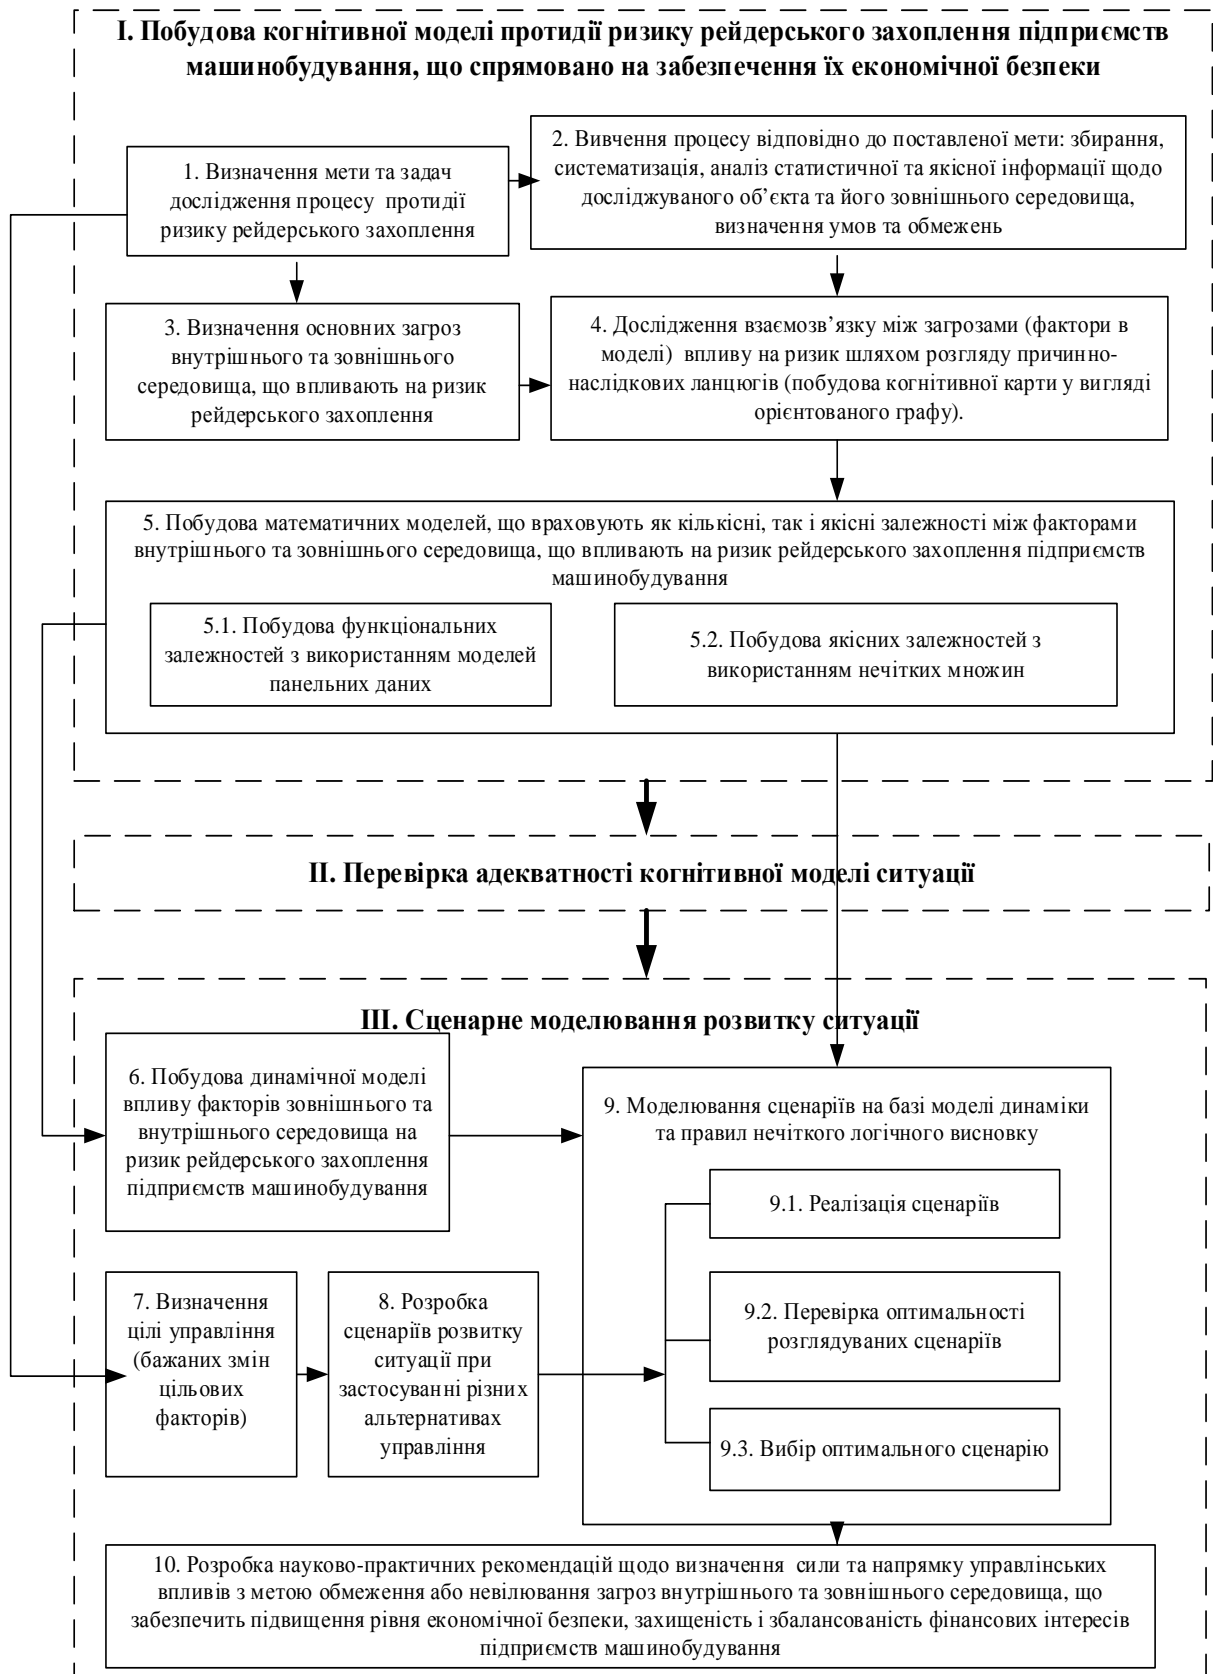 I. Побудова когнітивної моделі протидії ризику рейдерського захоплення підприємств
машинобудування, що спрямовано на забезпечення їх економічної безпеки
1. Визначення мети та задач
дослідження процесу протидії
ризику рейдерського захоплення
2. Вивчення процесу відповідно до поставленої мети: збирання,
систематизація, аналіз статистичної та якісної інформації щодо
досліджуваного об’єкта та його зовнішнього середовища,
визначення умов та обмежень
3. Визначення основних загроз
внутрішнього та зовнішнього
середовища, що впливають на ризик
рейдерського захоплення
4. Дослідження взаємозв’язку між загрозами (фактори в
моделі) впливу на ризик шляхом розгляду причинно-
наслідкових ланцюгів (побудова когнітивної карти у вигляді
орієнтованого графу).
5. Побудова математичних моделей, що враховують як кількісні, так і якісні залежності між факторами
внутрішнього та зовнішнього середовища, що впливають на ризик рейдерського захоплення підприємств
машинобудування
5.1. Побудова функціональних
залежностей з використанням моделей
панельних даних
5.2. Побудова якісних залежностей з
використанням нечітких множин
II. Перевірка адекватності когнітивної моделі ситуації
III. Сценарне моделювання розвитку ситуації
6. Побудова динамічної моделі
впливу факторів зовнішнього та
внутрішнього середовища на
ризик рейдерського захоплення
підприємств машинобудування
9. Моделювання сценаріїв на базі моделі динаміки
та правил нечіткого логічного висновку
9.1. Реалізація сценаріїв
7. Визначення
цілі управління
(бажаних змін
цільових
факторів)
8. Розробка
сценаріїв розвитку
ситуації при
застосуванні різних
альтернативах
управління
9.2. Перевірка оптимальності
розглядуваних сценаріїв
9.3. Вибір оптимального сценарію
10. Розробка науково-практичних рекомендацій щодо визначення сили та напрямку управлінських
впливів з метою обмеження або невілювання загроз внутрішнього та зовнішнього середовища, що
забезпечить підвищення рівня економічної безпеки, захищеність і збалансованість фінансових інтересів
підприємств машинобудування